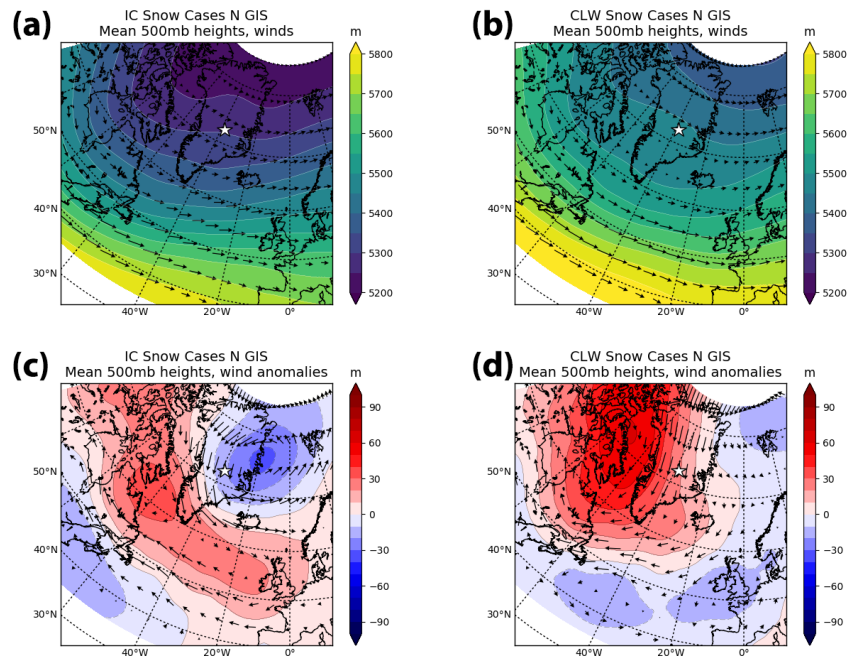 (a)
IC Snow Cases N GIS
Mean 500mb heights, winds
m
5800
5700
5600
5500
5400
5300
5200
50°N
40°N
30°N
40°W 20°W 0°
(b)
CLW Snow Cases N GIS
Mean 500mb heights, winds
m
5800
5700
5600
5500
5400
5300
5200
50°N
40°N
30°N
40°W 20°W 0°
(c)
IC Snow Cases N GIS
Mean 500mb heights, wind anomalies
m
90
60
30
0
−30
−60
−90
50°N
40°N
30°N
40°W 20°W 0°
(d)
CLW Snow Cases N GIS
Mean 500mb heights, wind anomalies
m
90
60
30
0
−30
−60
−90
50°N
40°N
30°N
40°W 20°W 0°